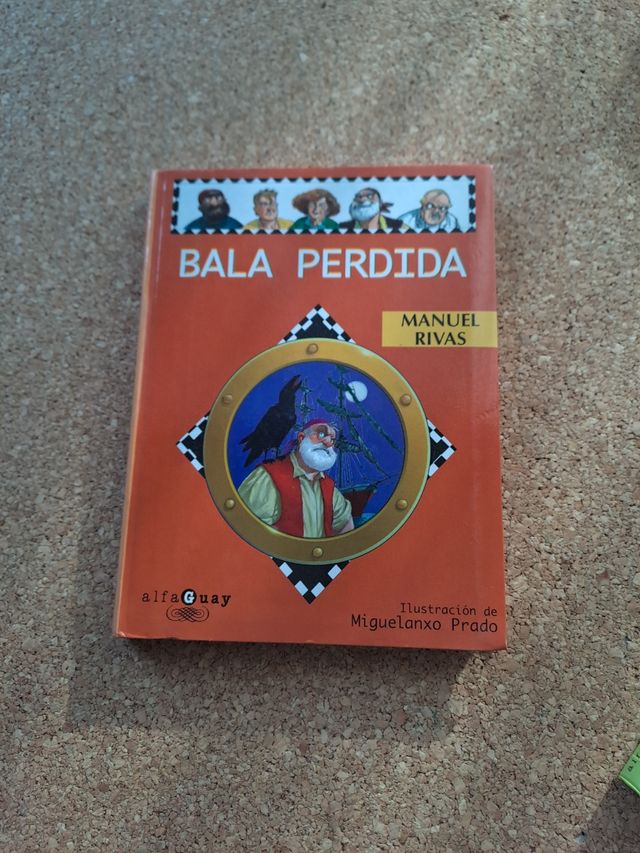 BALA PERDIDA
MANUEL
RIVAS
alfaGuay
Ilustración de
Miguelanxo Prado